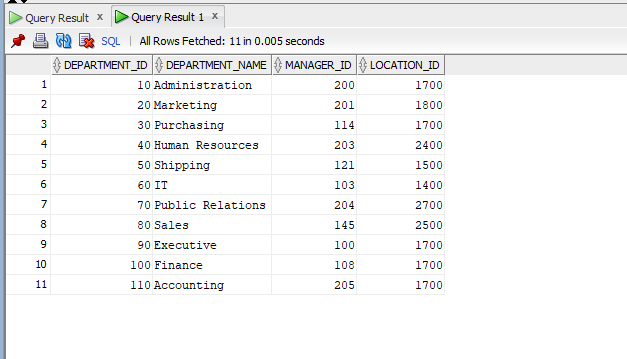 Query Result x Query Result 1 x
SQL | All Rows Fetched: 11 in 0.005 seconds
DEPARTMENT_ID DEPARTMENT_NAME MANAGER_ID LOCATION_ID
1 10 Administration 200 1700
2 20 Marketing 201 1800
3 30 Purchasing 114 1700
4 40 Human Resources 203 2400
5 50 Shipping 121 1500
6 60 IT 103 1400
7 70 Public Relations 204 2700
8 80 Sales 145 2500
9 90 Executive 100 1700
10 100 Finance 108 1700
11 110 Accounting 205 1700